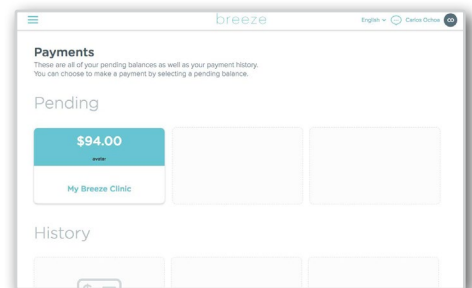 breeze
English
Carlos Ochoa
CO
Payments
These are all of your pending balances as well as your payment history.
You can choose to make a payment by selecting a pending balance.
Pending
$94.00
avatar
My Breeze Clinic
History